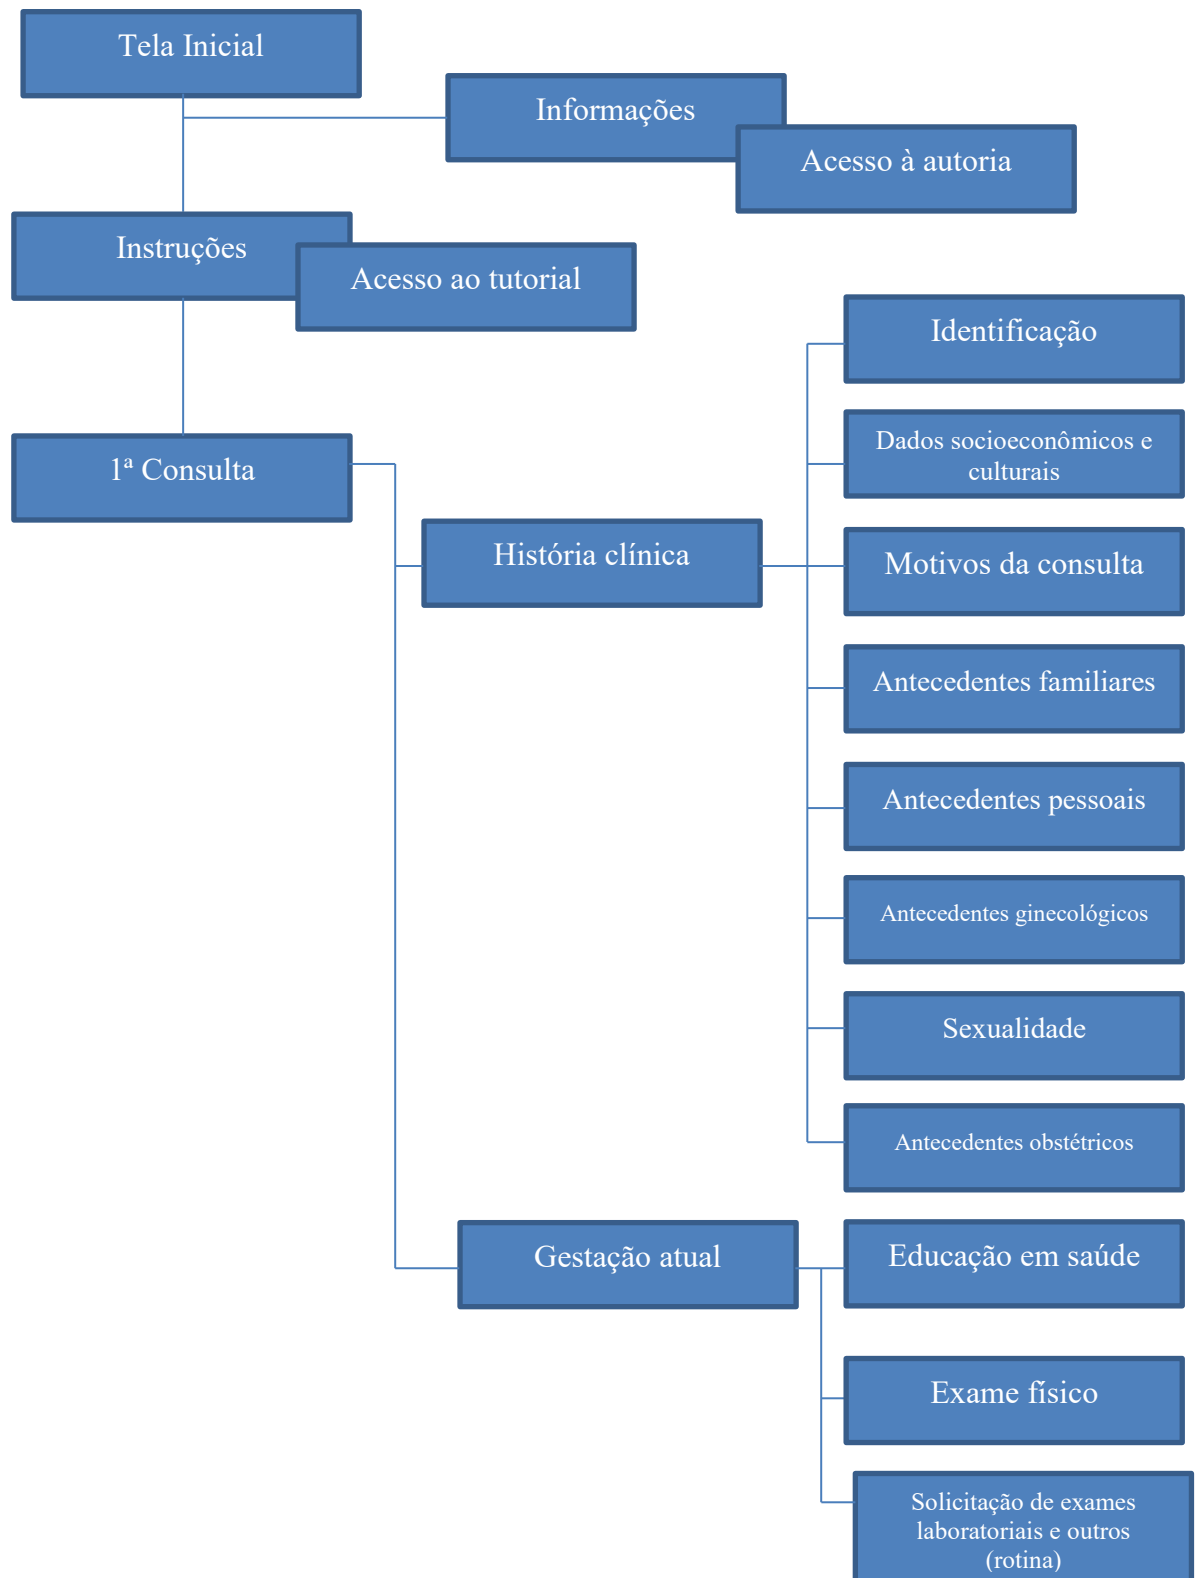 Tela Inicial
Informações
Acesso à autoria
Instruções
Acesso ao tutorial
1ª Consulta
História clínica
Identificação
Dados socioeconômicos e
culturais
Motivos da consulta
Antecedentes familiares
Antecedentes pessoais
Antecedentes ginecológicos
Sexualidade
Antecedentes obstétricos
Gestação atual
Educação em saúde
Exame físico
Solicitação de exames
laboratoriais e outros
(rotina)